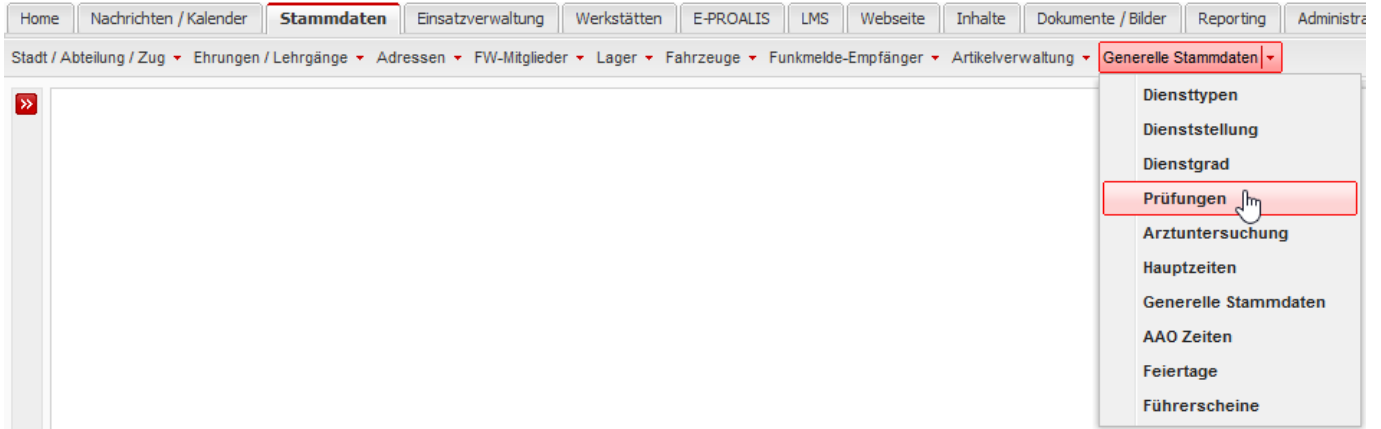 Home Nachrichten / Kalender Stammdaten Einsatzverwaltung Werkstätten E-PROALIS LMS Webseite Inhalte Dokumente / Bilder Reporting Administra
Stadt / Abteilung / Zug Ehrungen / Lehrgänge Adressen FW-Mitglieder Lager Fahrzeuge Funkmelde-Empfänger Artikelverwaltung Generelle Stammdaten
Diensttypen
Dienststellung
Dienstgrad
Prüfungen
Arztuntersuchung
Hauptzeiten
Generelle Stammdaten
AAO Zeiten
Feiertage
Führerscheine